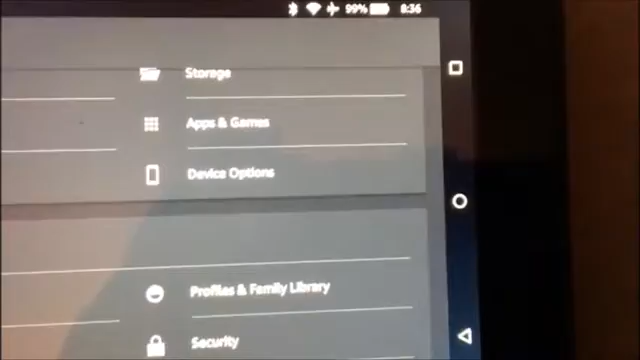 99% 8:36
Storage
Apps & Games
Device Options
Profiles & Family Library
Security